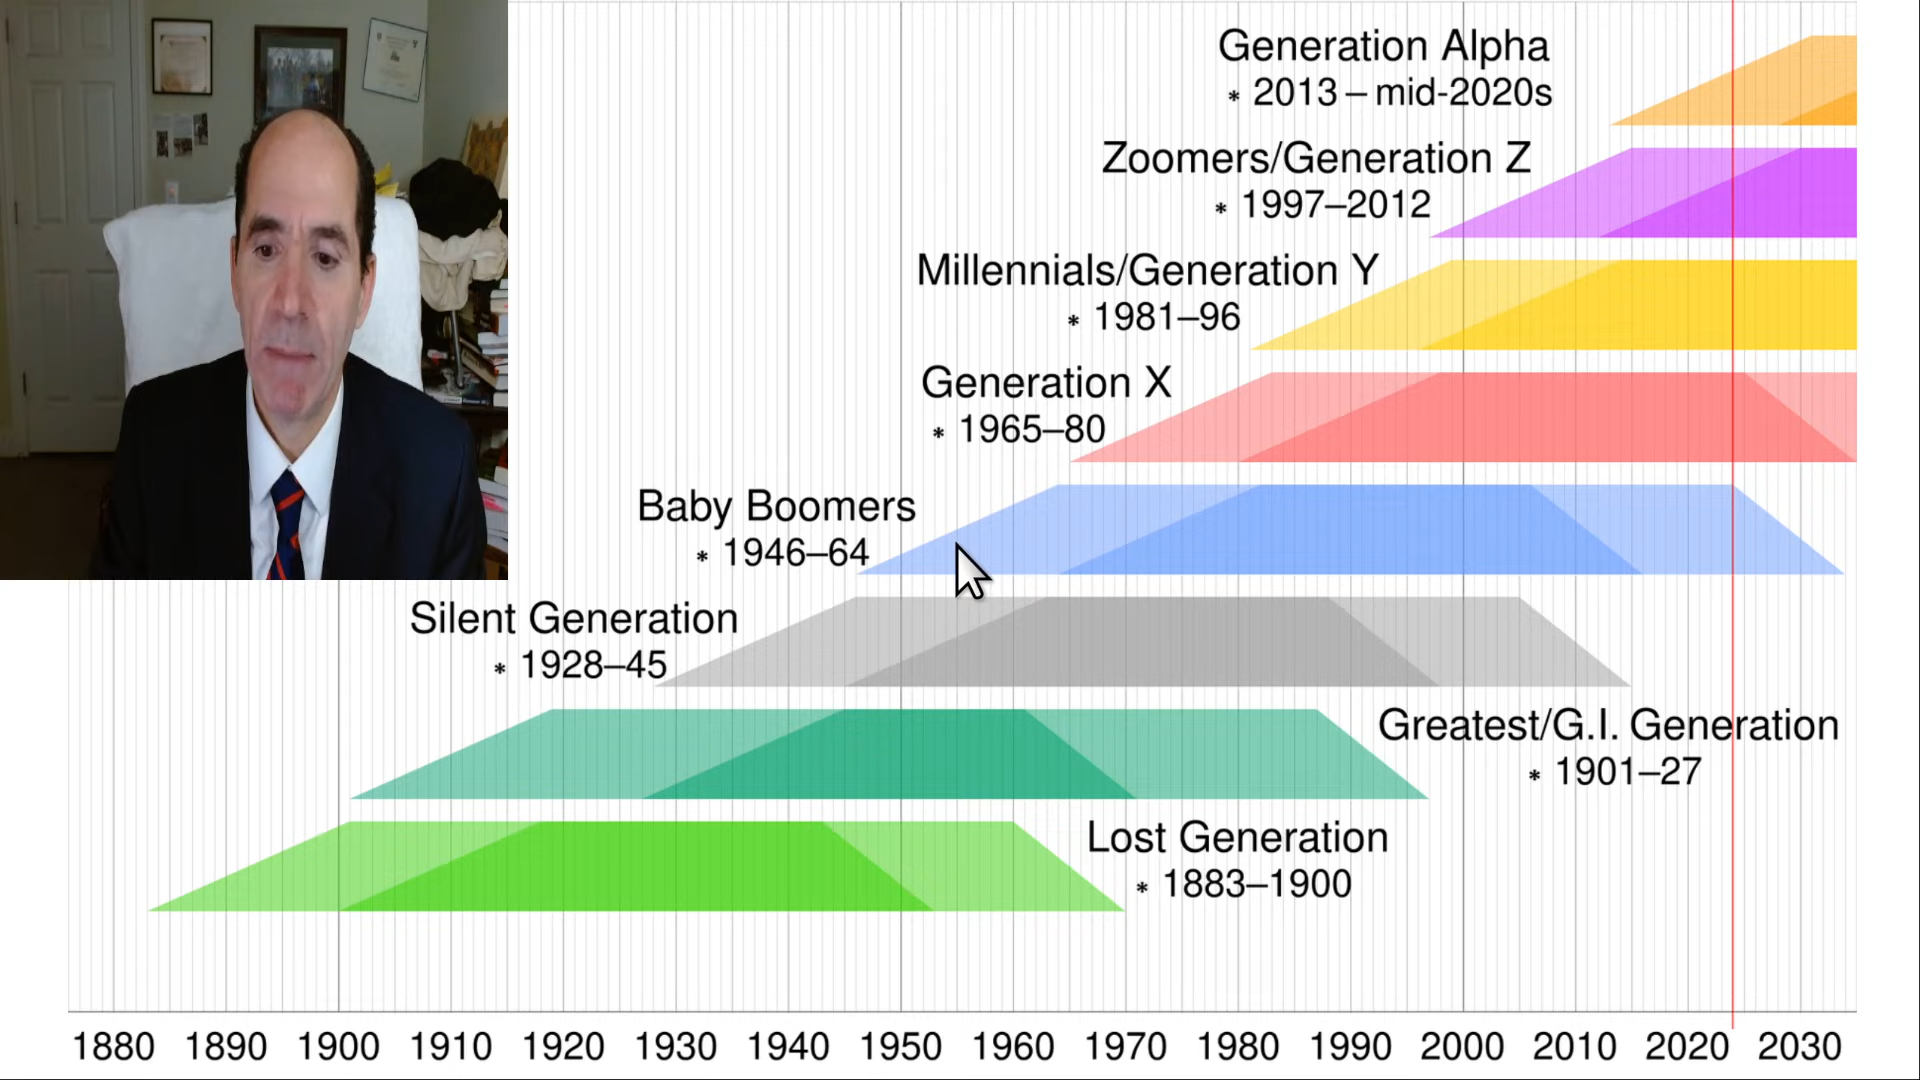 Generation Alpha
* 2013 – mid-2020s
Zoomers/Generation Z
* 1997–2012
Millennials/Generation Y
* 1981–96
Generation X
* 1965–80
Baby Boomers
* 1946–64
Silent Generation
* 1928–45
Greatest/G.I. Generation
* 1901–27
Lost Generation
* 1883–1900
1880 1890 1900 1910 1920 1930 1940 1950 1960 1970 1980 1990 2000 2010 2020 2030